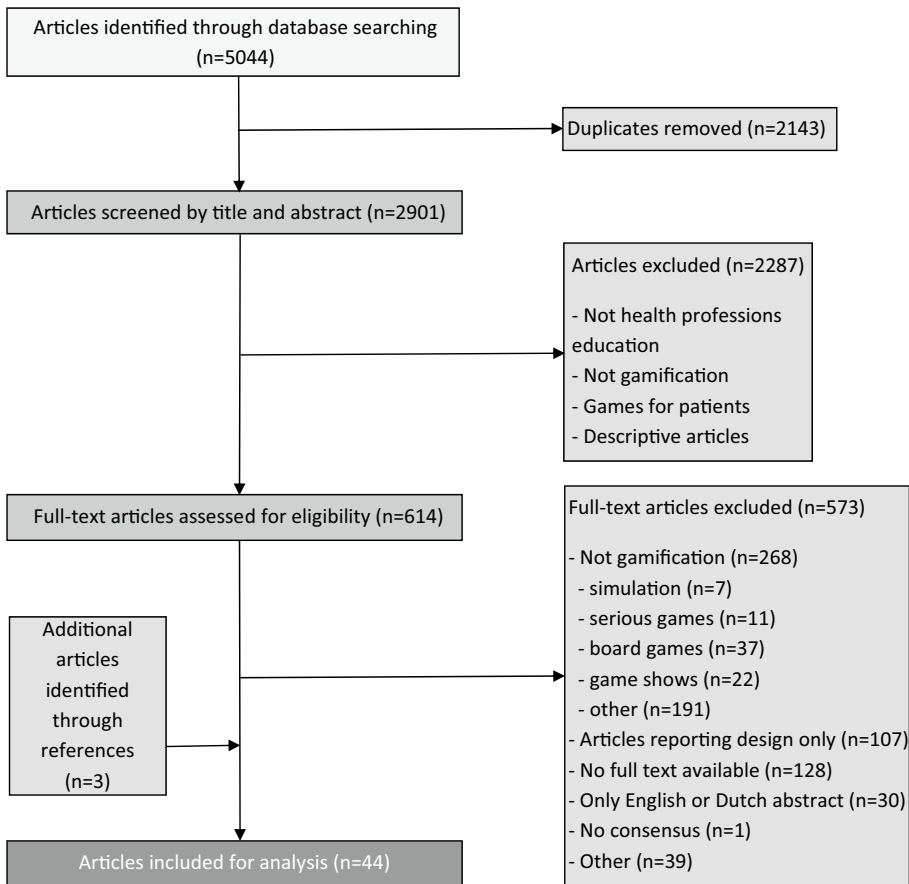 Articles identified through database searching
(n=5044)
Duplicates removed (n=2143)
Articles screened by title and abstract (n=2901)
Articles excluded (n=2287)
- Not health professions
education
- Not gamification
- Games for patients
- Descriptive articles
Full-text articles assessed for eligibility (n=614)
Full-text articles excluded (n=573)
- Not gamification (n=268)
- simulation (n=7)
- serious games (n=11)
- board games (n=37)
- game shows (n=22)
- other (n=191)
- Articles reporting design only (n=107)
- No full text available (n=128)
- Only English or Dutch abstract (n=30)
- No consensus (n=1)
- Other (n=39)
Additional
articles
identified
through
references
(n=3)
Articles included for analysis (n=44)